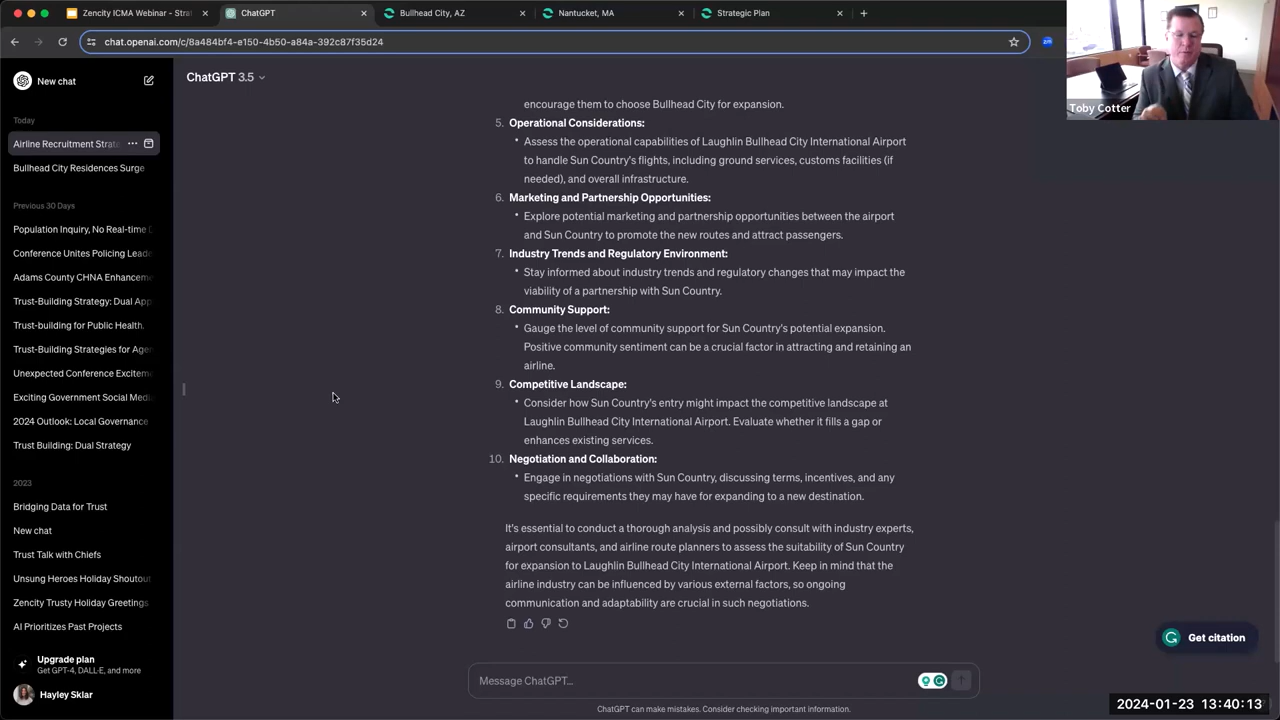 Zencity ICMA Webinar - Strat
ChatGPT
Bullhead City, AZ
Nantucket, MA
Strategic Plan
chat.openai.com/c/8a484bf4-e150-4b50-a84a-392c87f35d24
Toby Cotter
New chat
Today
Airline Recruitment Strat
Bullhead City Residences Surge
Previous 30 Days
Population Inquiry, No Real-time
Conference Unites Policing Leade
Adams County CHNA Enhanceme
Trust-Building Strategy: Dual App
Trust-building for Public Health.
Trust-Building Strategies for Agen
Unexpected Conference Excitem
Exciting Government Social Medi
2024 Outlook: Local Governance
Trust Building: Dual Strategy
2023
Bridging Data for Trust
New chat
Trust Talk with Chiefs
Unsung Heroes Holiday Shoutout
Zencity Trusty Holiday Greetings
AI Prioritizes Past Projects
Upgrade plan
Get GPT-4, DALL·E, and more
Hayley Sklar
ChatGPT 3.5
encourage them to choose Bullhead City for expansion.
5. Operational Considerations:
• Assess the operational capabilities of Laughlin Bullhead City International Airport
to handle Sun Country's flights, including ground services, customs facilities (if
needed), and overall infrastructure.
6. Marketing and Partnership Opportunities:
• Explore potential marketing and partnership opportunities between the airport
and Sun Country to promote the new routes and attract passengers.
7. Industry Trends and Regulatory Environment:
• Stay informed about industry trends and regulatory changes that may impact the
viability of a partnership with Sun Country.
8. Community Support:
• Gauge the level of community support for Sun Country's potential expansion.
Positive community sentiment can be a crucial factor in attracting and retaining an
airline.
9. Competitive Landscape:
• Consider how Sun Country's entry might impact the competitive landscape at
Laughlin Bullhead City International Airport. Evaluate whether it fills a gap or
enhances existing services.
10. Negotiation and Collaboration:
• Engage in negotiations with Sun Country, discussing terms, incentives, and any
specific requirements they may have for expanding to a new destination.
It's essential to conduct a thorough analysis and possibly consult with industry experts,
airport consultants, and airline route planners to assess the suitability of Sun Country
for expansion to Laughlin Bullhead City International Airport. Keep in mind that the
airline industry can be influenced by various external factors, so ongoing
communication and adaptability are crucial in such negotiations.
Get citation
Message ChatGPT...
ChatGPT can make mistakes. Consider checking important information.
2024-01-23 13:40:13